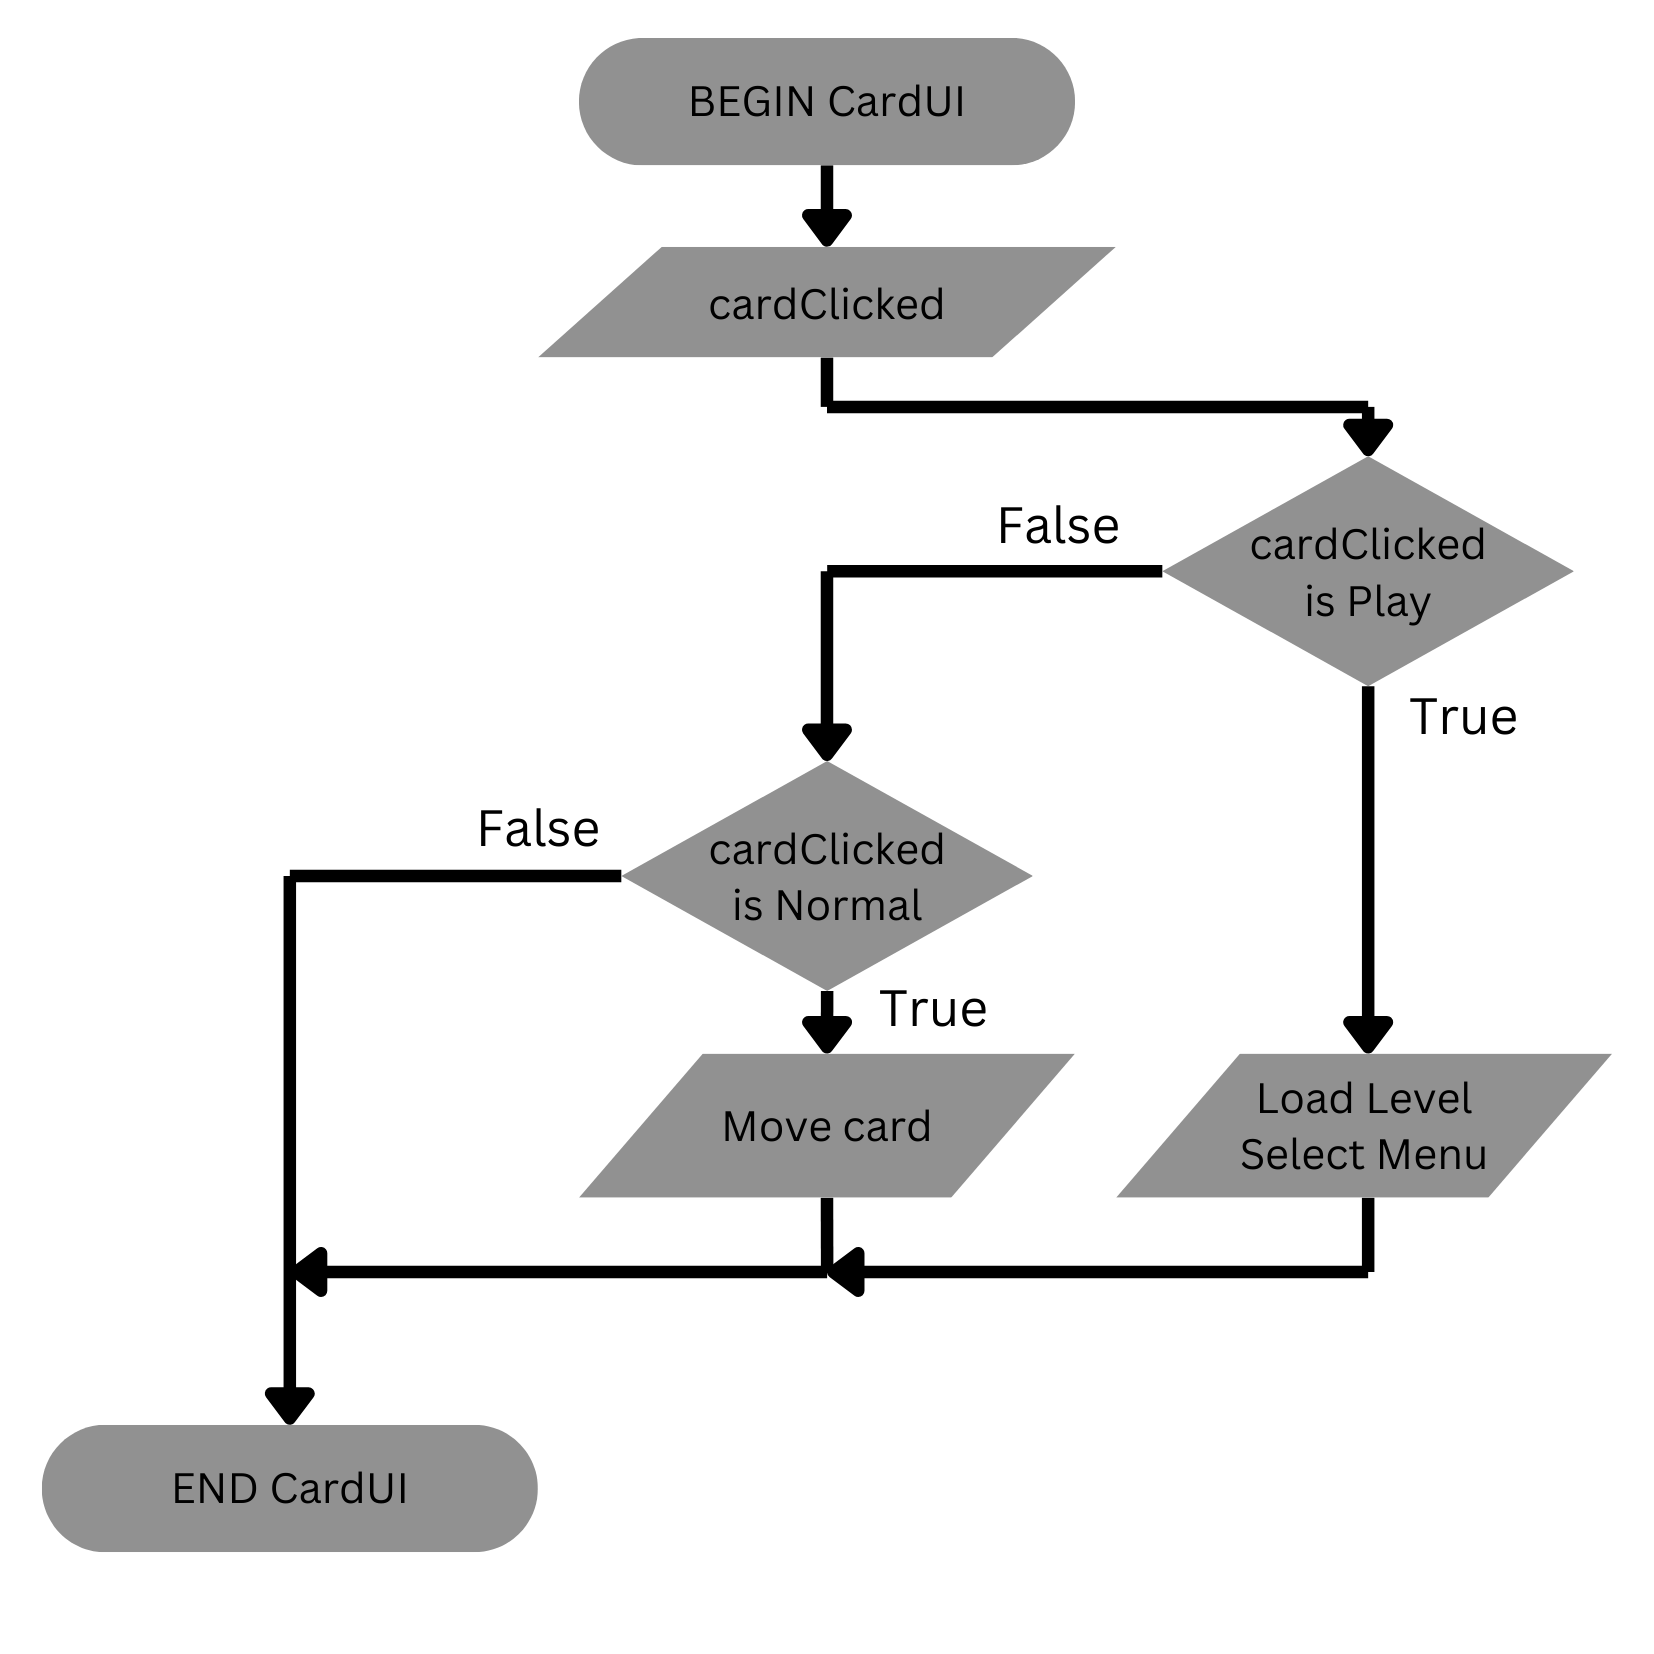 BEGIN CardUI
cardClicked
False
cardClicked
is Play
True
False
cardClicked
is Normal
True
Move card
Load Level
Select Menu
END CardUI